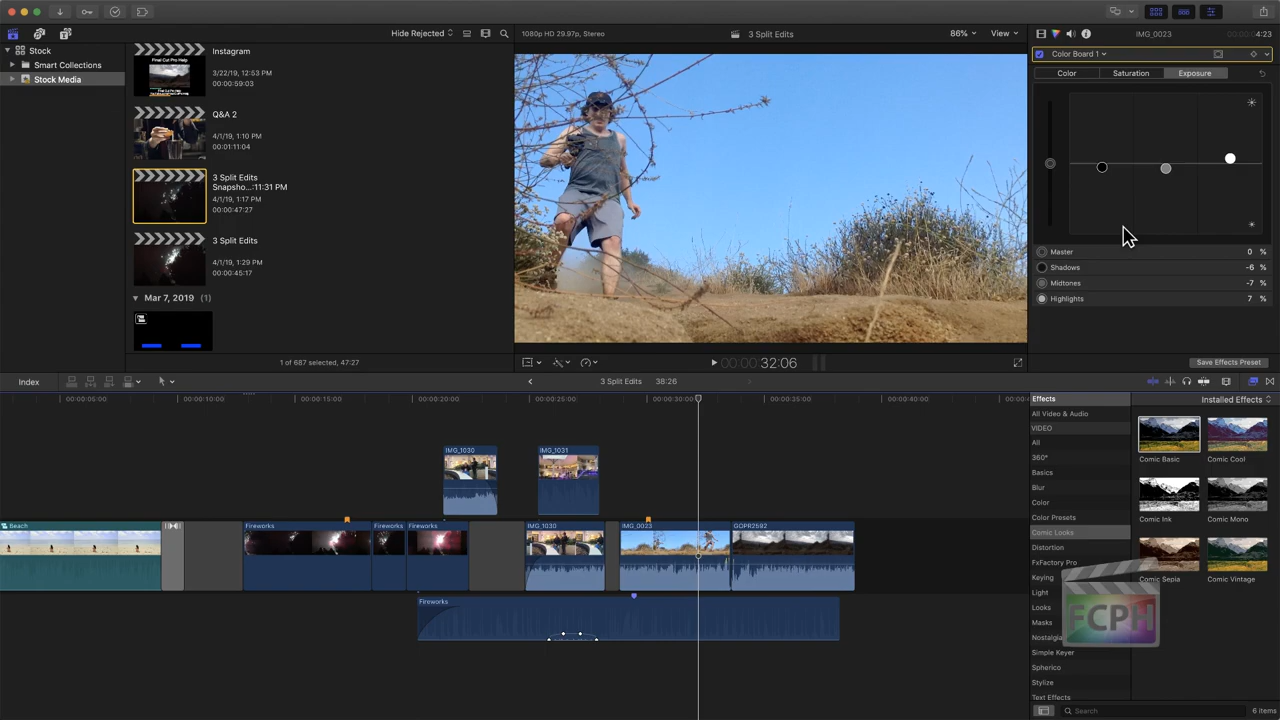 Hide Rejected
1080p HD 29.97p, Stereo
3 Split Edits
86%
View
IMG_0023
4:23
Stock
Smart Collections
Stock Media
Instagram
3/22/19, 12:53 PM
00:00:59:03
Q&A 2
4/1/19, 1:10 PM
00:01:11:04
3 Split Edits
Snapsho...:11:31 PM
4/1/19, 1:17 PM
00:00:47:27
3 Split Edits
4/1/19, 1:29 PM
00:00:45:17
Mar 7, 2019 (1)
1 of 687 selected, 47:27
00:00:32:06
Color Board 1
Color
Saturation
Exposure
Master 0 %
Shadows -6 %
Midtones -7 %
Highlights 7 %
Save Effects Preset
Index
3 Split Edits
38:26
00:00:05:00
00:00:10:00
00:00:15:00
00:00:20:00
00:00:25:00
00:00:30:00
00:00:35:00
00:00:40:00
IMG_1030
IMG_1031
Beach
Fireworks
Fireworks
Fireworks
IMG_1030
IMG_0023
GOPR2592
Fireworks
Effects
Installed Effects
All Video & Audio
VIDEO
All
360°
Basics
Blur
Color
Color Presets
Comic Looks
Distortion
FxFactory Pro
Keying
Light
Looks
Masks
Nostalgia
Simple Keyer
Spherico
Stylize
Text Effects
Comic Basic
Comic Cool
Comic Ink
Comic Mono
Comic Sepia
Comic Vintage
FCPH
Search
6 items